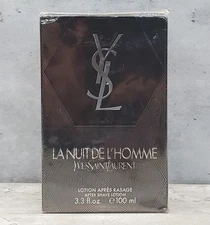 YSL
LA NUIT DE L'HOMME
YVESSAINTLAURENT
LOTION APRÈS RASAGE
AFTER SHAVE LOTION
3.3 fl.oz. ℮ 100 ml